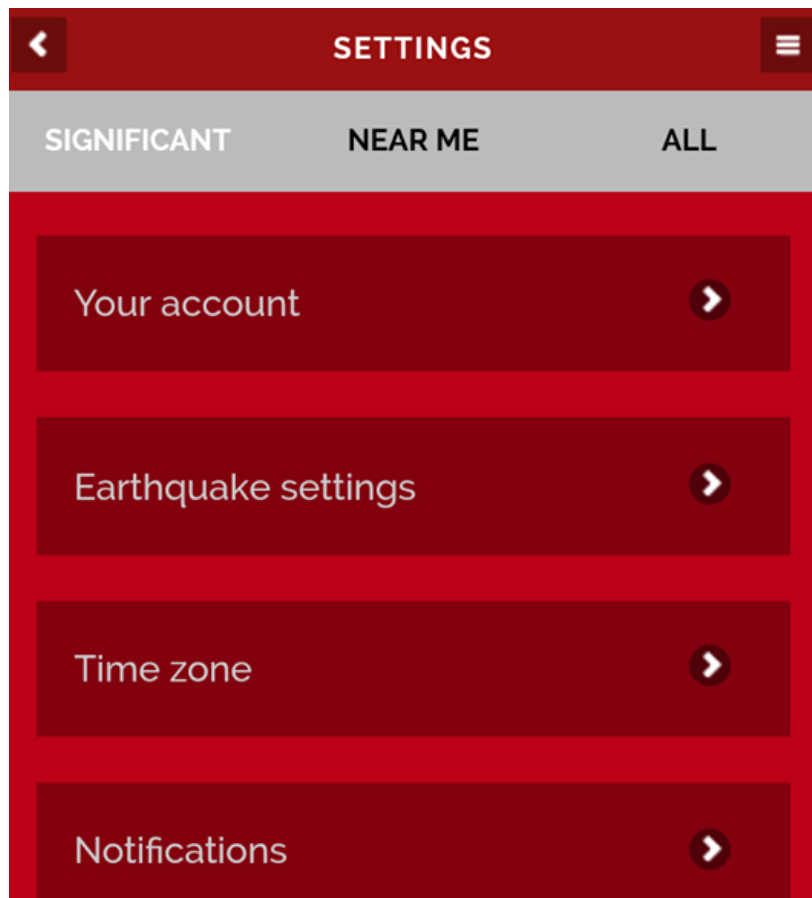 SETTINGS
SIGNIFICANT NEAR ME ALL
Your account
Earthquake settings
Time zone
Notifications